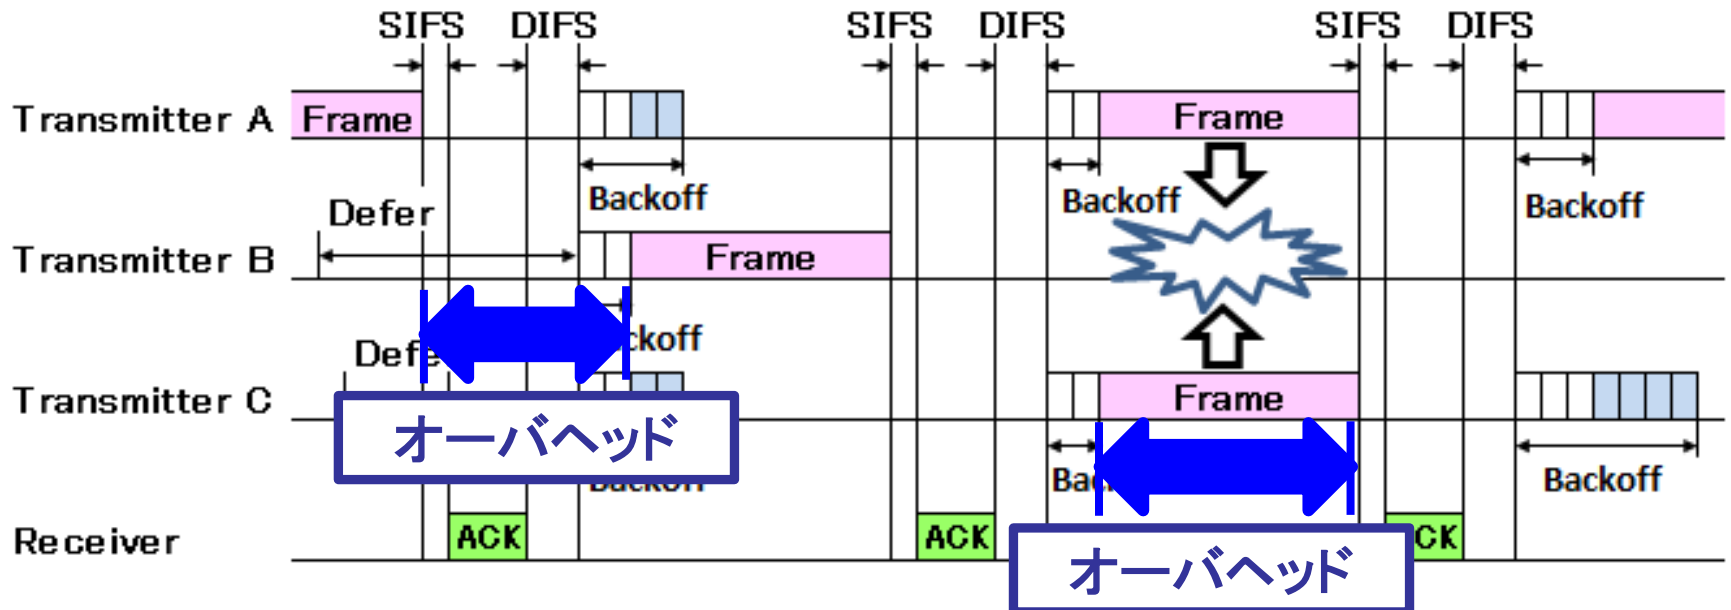 SIFS DIFS SIFS DIFS SIFS DIFS
Transmitter A Frame Frame
Backoff Backoff Backoff
Defer
Transmitter B Frame
ckoff
Defe
Transmitter C Frame
オーバヘッド
Backoff Ba Backoff
Receiver ACK ACK CK
オーバヘッド